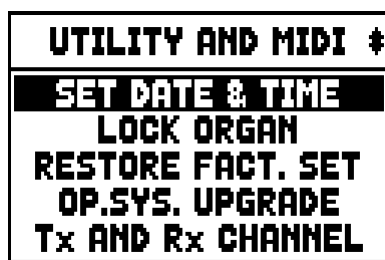 UTILITY AND MIDI
SET DATE & TIME
LOCK ORGAN
RESTORE FACT. SET
OP.SYS. UPGRADE
Tx AND Rx CHANNEL